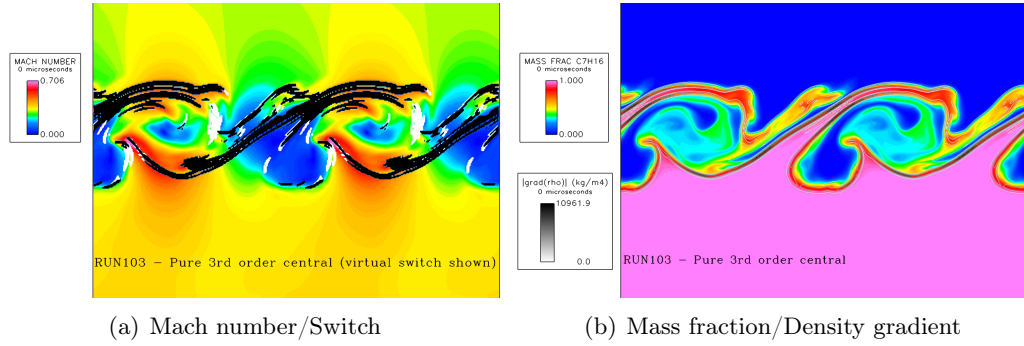 MACH NUMBER
0 microseconds
0.706
0.000
RUN103 - Pure 3rd order central (virtual switch shown)
(a) Mach number/Switch
MASS FRAC C7H16
0 microseconds
1.000
0.000
|grad(rho)| (kg/m4)
0 microseconds
10961.9
0.0
RUN103 - Pure 3rd order central
(b) Mass fraction/Density gradient